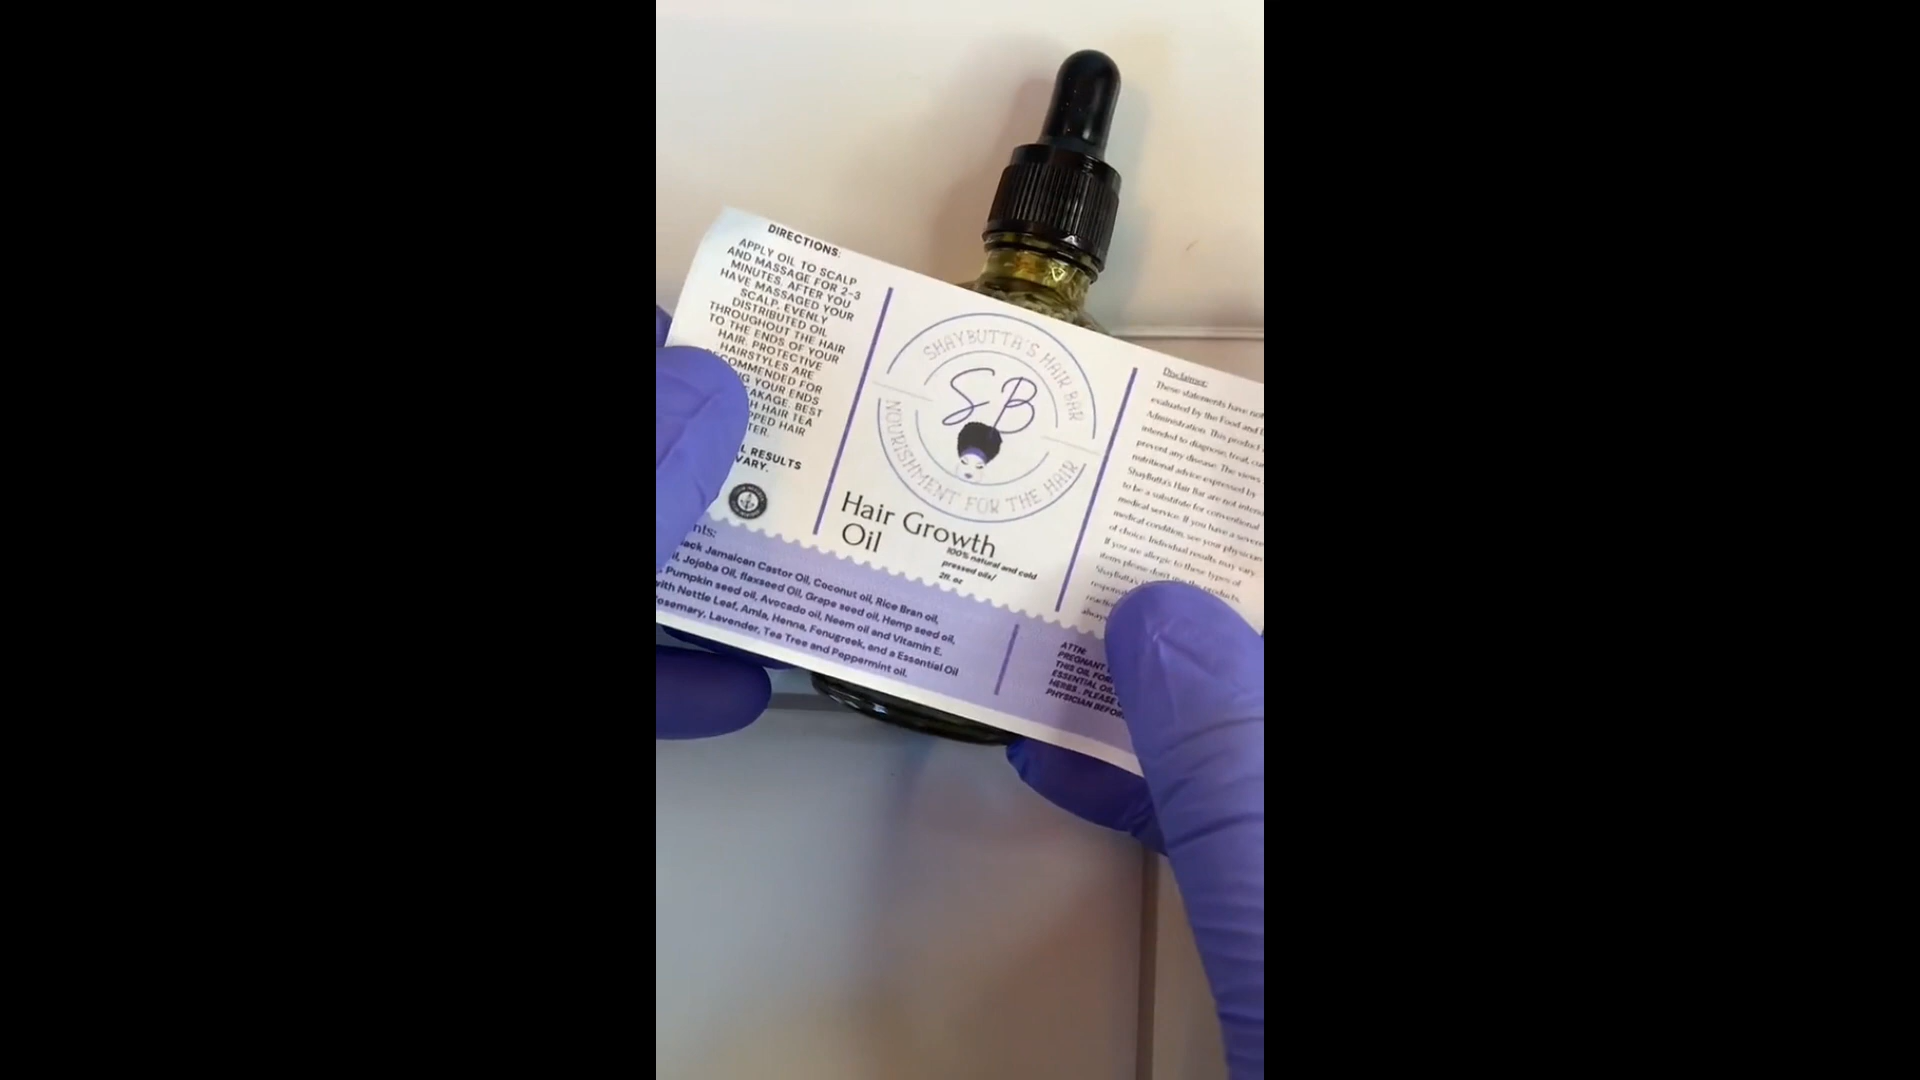 DIRECTIONS:
APPLY OIL TO SCALP
AND MASSAGE FOR 2-3
MINUTES. AFTER YOU
HAVE MASSAGED YOUR
SCALP, EVENLY
DISTRIBUTED OIL
THROUGHOUT THE HAIR
TO THE ENDS OF YOUR
HAIR. PROTECTIVE
HAIRSTYLES ARE
COMMENDED FOR
YOUR ENDS
BEST
HAIR TEA
HAIR
RESULTS
VARY.
SHAYBUTTA'S HAIR BAR
SB
NOURISHMENT FOR THE HAIR
Hair Growth
Oil
100% natural and cold
pressed oils/
2fl. oz
Disclaimer:
These statements have not
evaluated by the Food and
Administration. This product
intended to diagnose, treat,
prevent any disease. The views
nutritional advice expressed by
ShayButta's Hair Bar are not
to be a substitute for conventional
medical service. If you have a severe
medical condition, see your physician
of choice. Individual results may vary.
If you are allergic to these types of
items please don't use the products.
ShayButta's
Jamaican Castor Oil, Coconut oil, Rice Bran oil,
Jojoba Oil, flaxseed Oil, Grape seed oil, Hemp seed oil,
Pumpkin seed oil, Avocado oil, Neem oil and Vitamin E.
with Nettle Leaf, Amla, Henna, Fenugreek, and a Essential Oil
Rosemary, Lavender, Tea Tree and Peppermint oil.
ATTN:
PREGNANT
THIS OIL
ESSENTIAL
HERBS. PLEASE
PHYSICIAN